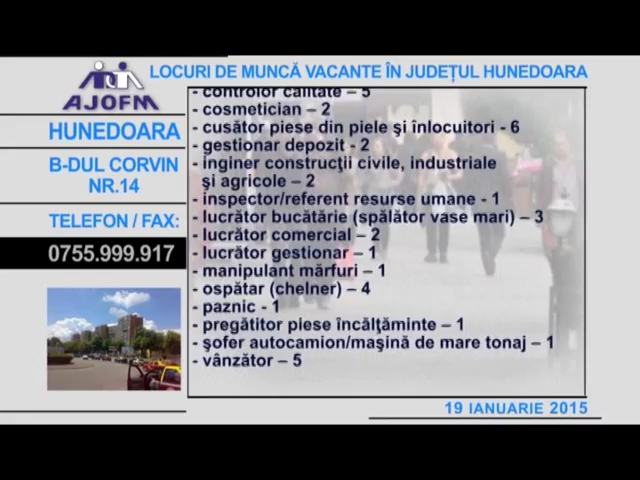 AJOFM
LOCURI DE MUNCĂ VACANTE ÎN JUDEȚUL HUNEDOARA
HUNEDOARA
B-DUL CORVIN
NR.14
TELEFON / FAX:
0755.999.917
- controlor calitate – 5
- cosmetician – 2
- cusător piese din piele şi înlocuitori - 6
- gestionar depozit - 2
- inginer construcţii civile, industriale
şi agricole – 2
- inspector/referent resurse umane - 1
- lucrător bucătărie (spălător vase mari) – 3
- lucrător comercial – 2
- lucrător gestionar – 1
- manipulant mărfuri – 1
- ospătar (chelner) – 4
- paznic - 1
- pregătitor piese încălţăminte – 1
- şofer autocamion/maşină de mare tonaj – 1
- vânzător – 5
19 IANUARIE 2015